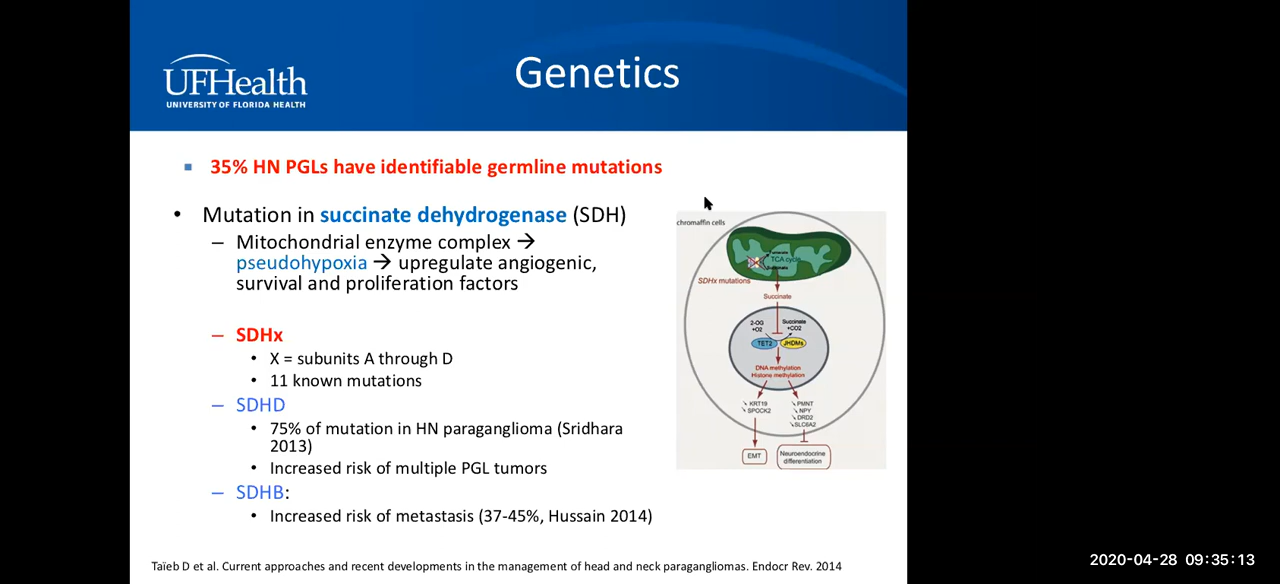 UFHealth
UNIVERSITY OF FLORIDA HEALTH
Genetics
35% HN PGLs have identifiable germline mutations
• Mutation in succinate dehydrogenase (SDH)
– Mitochondrial enzyme complex →
pseudohypoxia → upregulate angiogenic,
survival and proliferation factors
– SDHx
• X = subunits A through D
• 11 known mutations
– SDHD
• 75% of mutation in HN paraganglioma (Sridhara
2013)
• Increased risk of multiple PGL tumors
– SDHB:
• Increased risk of metastasis (37-45%, Hussain 2014)
chromaffin cells
Fumarate
TCA cycle
Succinate
SDHx mutations
Succinate
2-OG
+O2
Succinate
+CO2
TET2
JHDMs
DNA methylation
Histone methylation
KRT19
SPOCK2
PMNT
NPY
DRD2
SLC6A2
EMT
Neuroendocrine
differentiation
Taïeb D et al. Current approaches and recent developments in the management of head and neck paragangliomas. Endocr Rev. 2014
2020-04-28 09:35:13